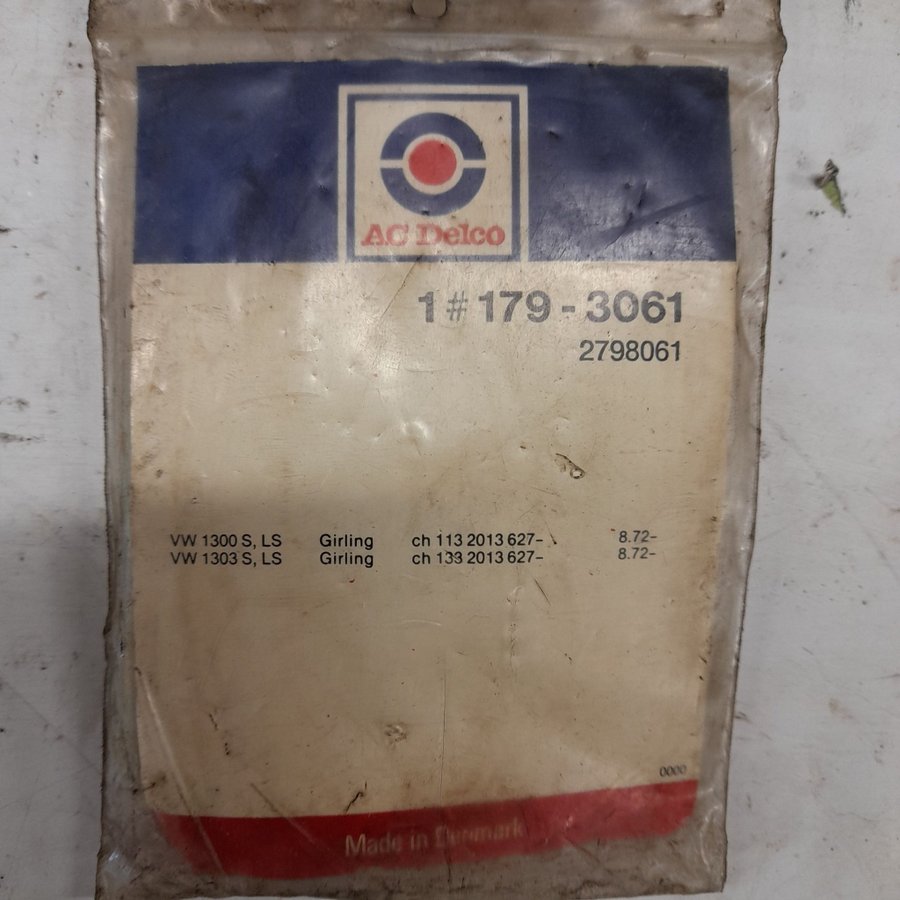 AC Delco
1 # 179 - 3061
2798061
VW 1300 S, LS Girling ch 113 2013 627- 8.72-
VW 1303 S, LS Girling ch 133 2013 627- 8.72-
0000
Made in Denmark